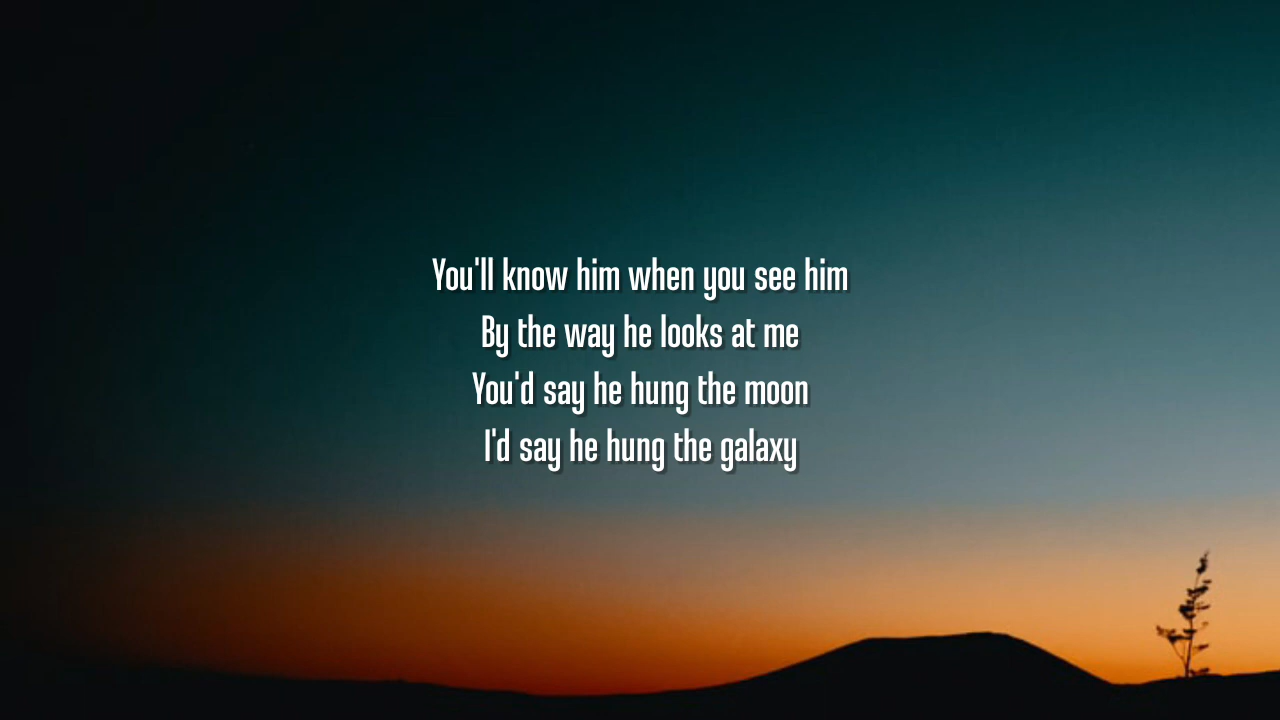 You'll know him when you see him
By the way he looks at me
You'd say he hung the moon
I'd say he hung the galaxy